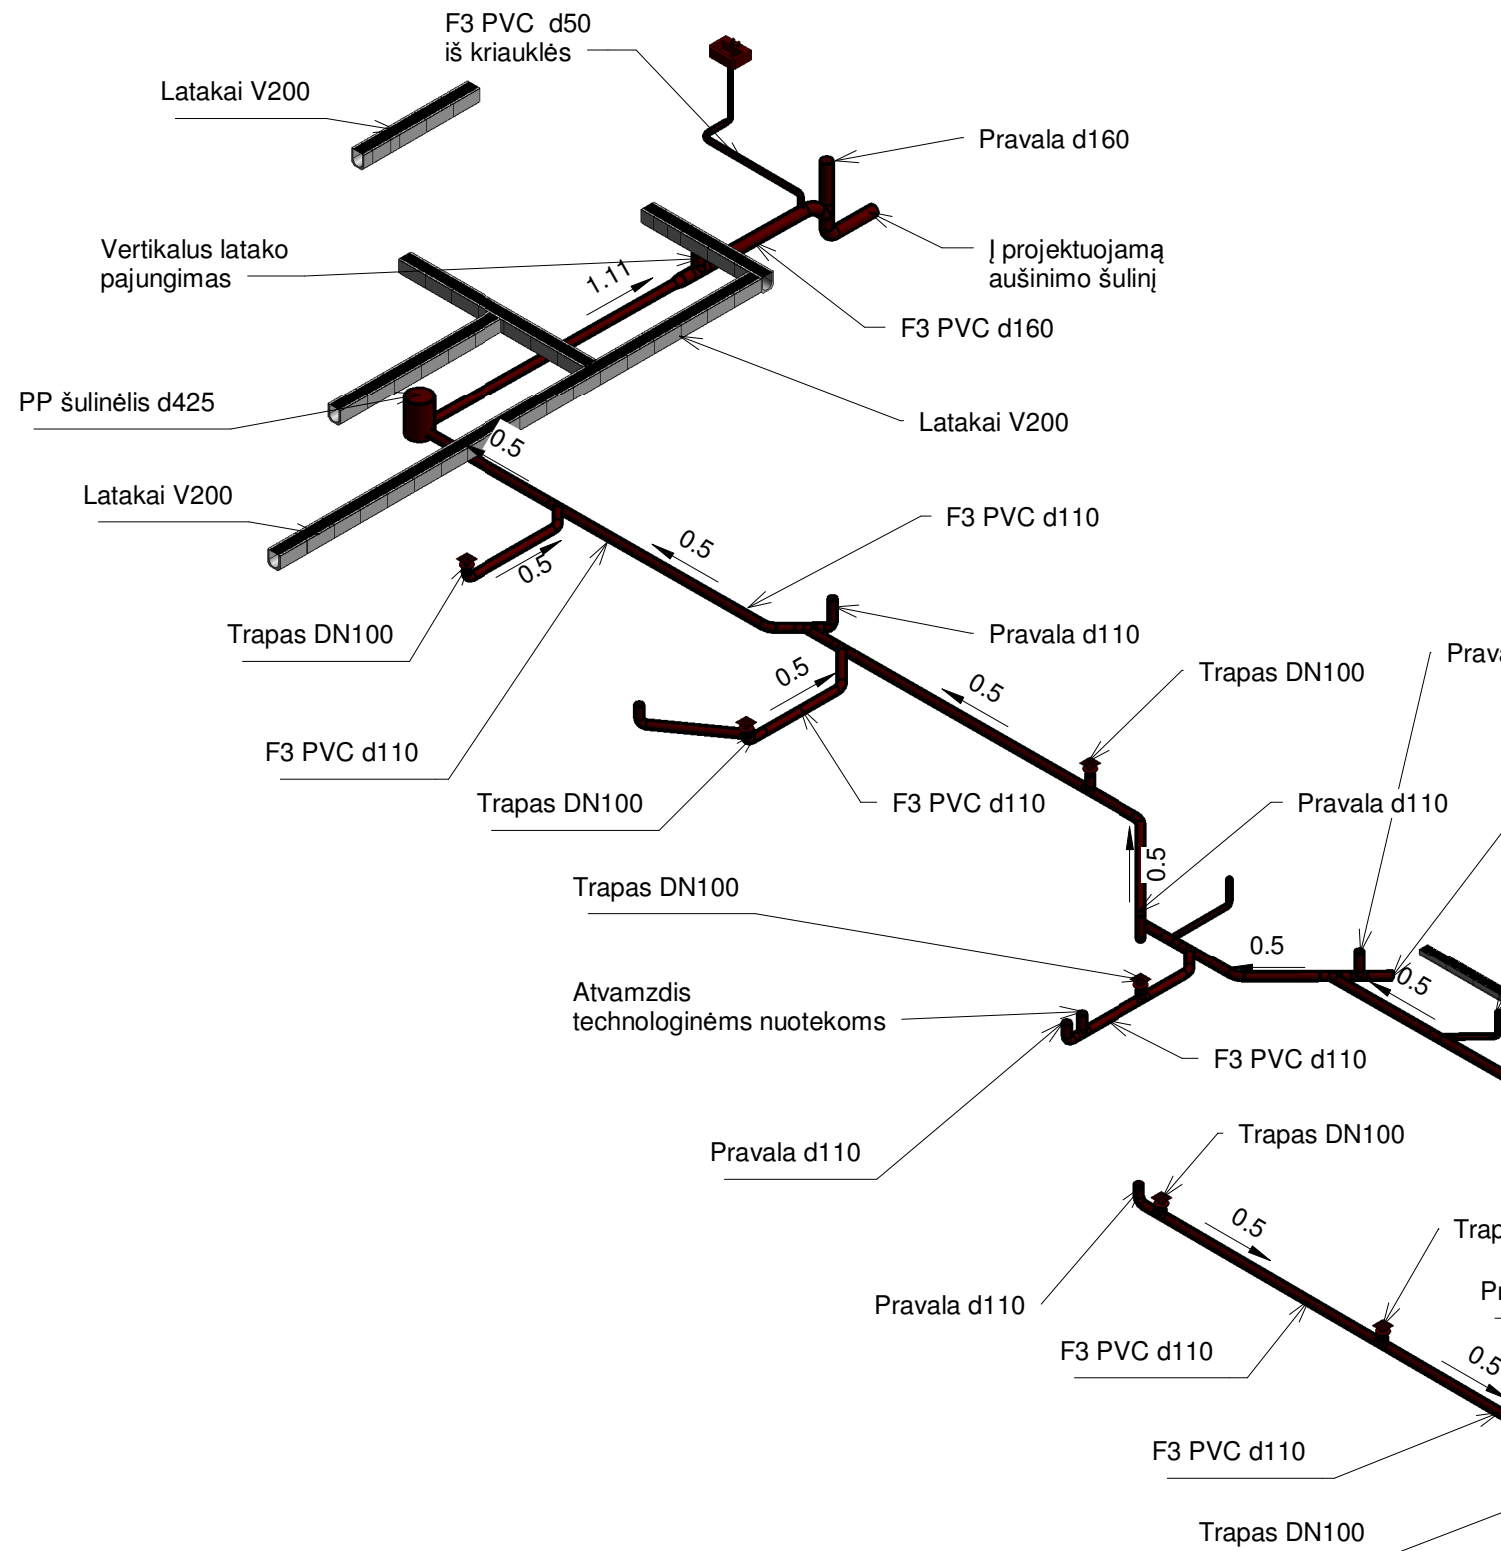 F3 PVC d50
iš kriauklės
Latakai V200
Pravala d160
Vertikalus latako
pajungimas
1.11
Į projektuojamą
aušinimo šulinį
F3 PVC d160
PP šulinėlis d425
Latakai V200
0.5
Latakai V200
F3 PVC d110
0.5
0.5
Trapas DN100
Pravala d110
0.5
0.5
Trapas DN100
F3 PVC d110
Trapas DN100
F3 PVC d110
Pravala d110
0.5
Trapas DN100
0.5
0.5
Atvamzdis
technologinėms nuotekoms
F3 PVC d110
Pravala d110
Trapas DN100
0.5
Pravala d110
F3 PVC d110
0.5
F3 PVC d110
Trapas DN100